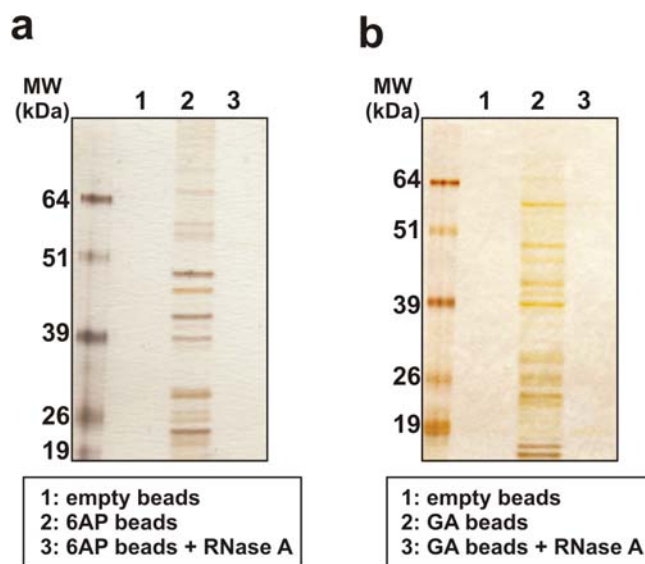 a
MW
(kDa)
1 2 3
64
51
39
26
19
1: empty beads
2: 6AP beads
3: 6AP beads + RNase A
b
MW
(kDa)
1 2 3
64
51
39
26
19
1: empty beads
2: GA beads
3: GA beads + RNase A